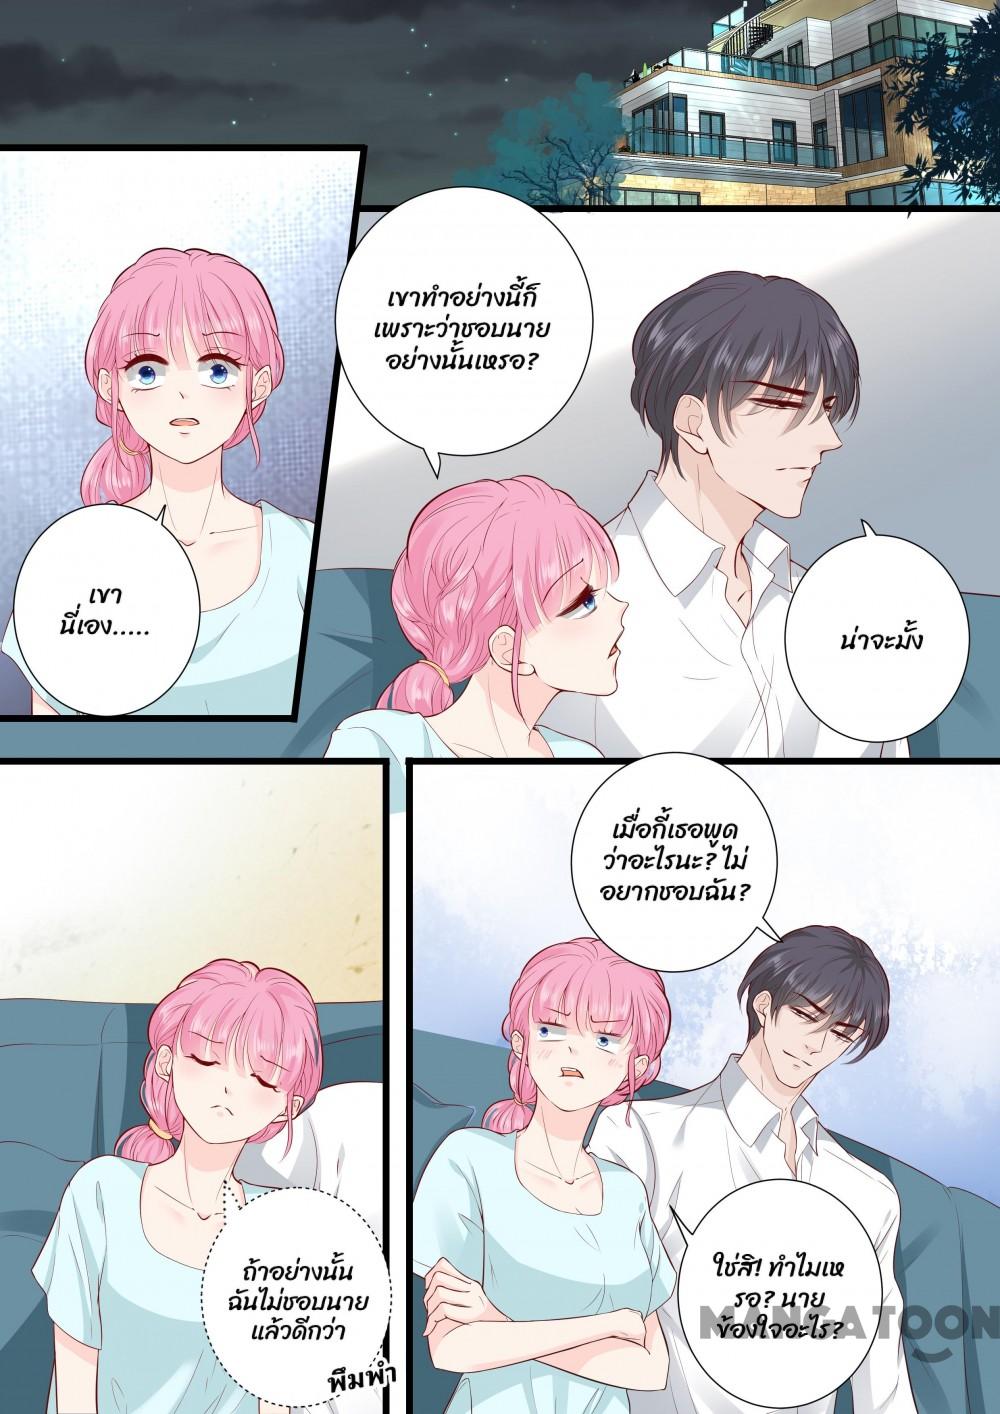 เขาทำอย่างนี้ก็
เพราะว่าชอบนาย
อย่างนั้นเหรอ?
เขา
นี่เอง.....
น่าจะมั้ง
เมื่อกี้เธอพูด
ว่าอะไรนะ? ไม่
อยากชอบฉัน?
ถ้าอย่างนั้น
ฉันไม่ชอบนาย
แล้วดีกว่า
พึมพำ
ใช่สิ! ทำไมเห
รอ? นาย
ข้องใจอะไร?
MANGATOON